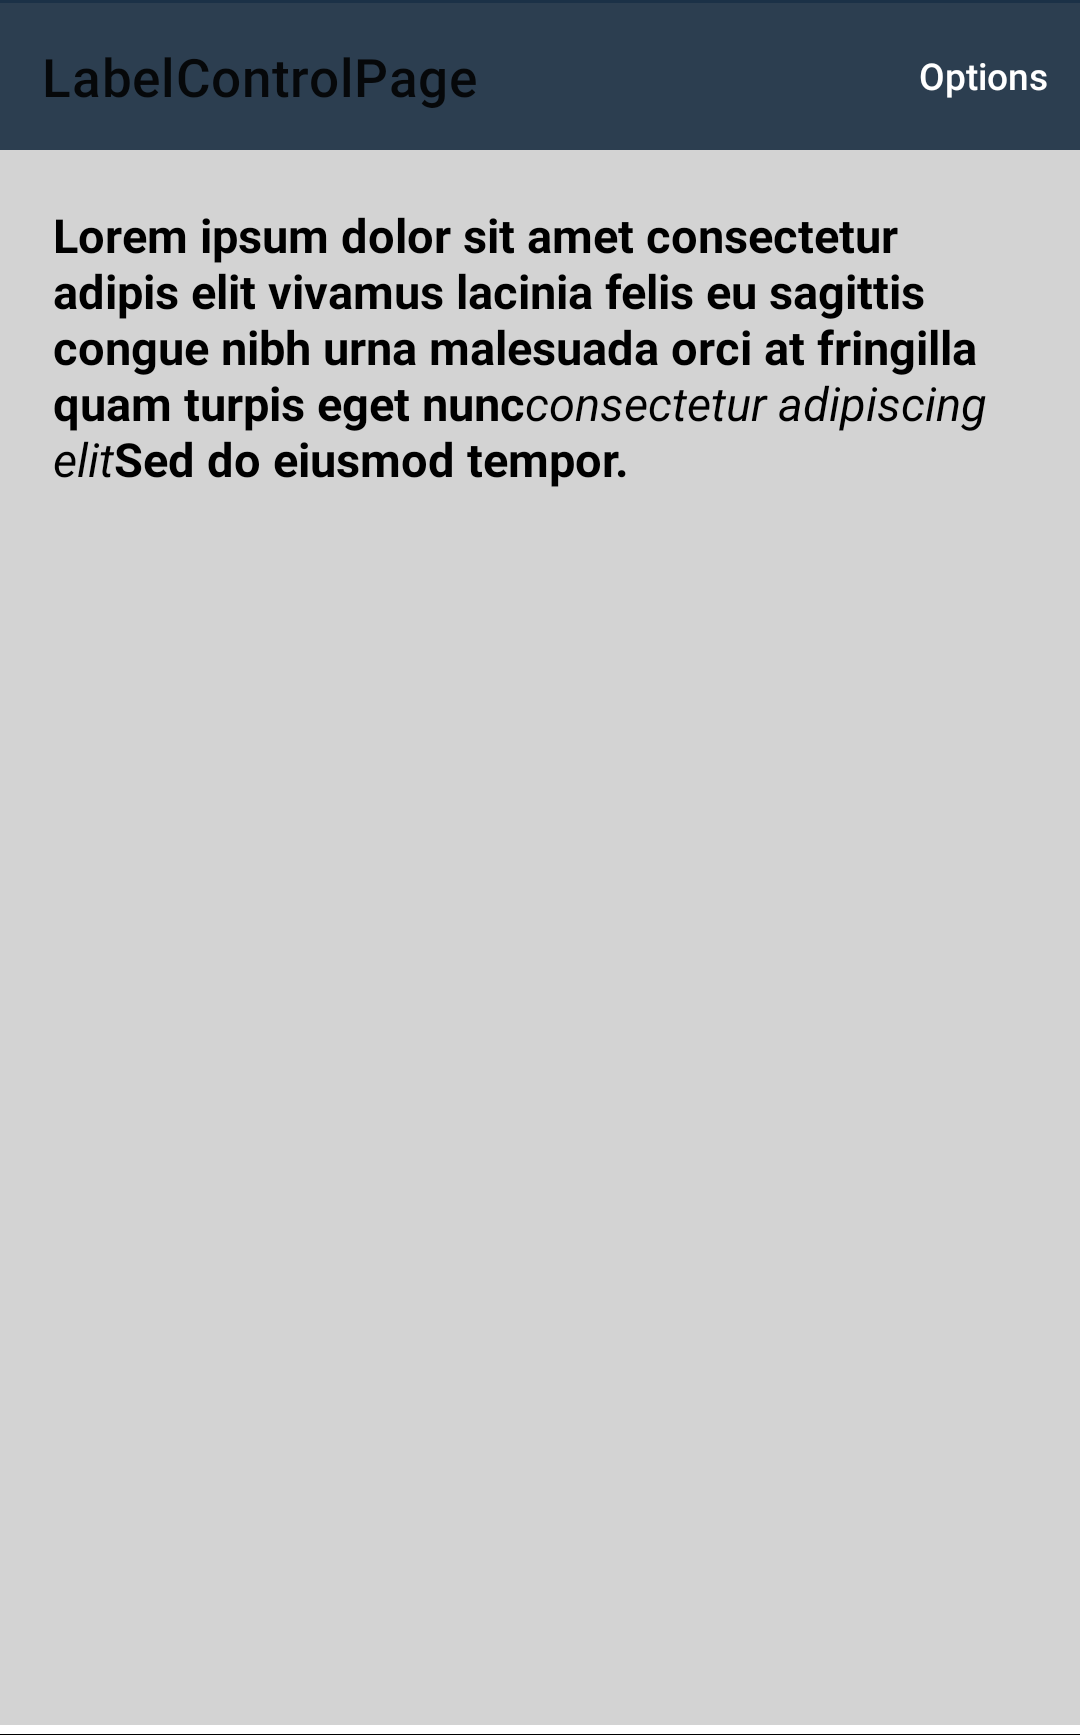 LabelControlPage
Options
Lorem ipsum dolor sit amet consectetur
adipis elit vivamus lacinia felis eu sagittis
congue nibh urna malesuada orci at fringilla
quam turpis eget nuncconsectetur adipiscing
elitSed do eiusmod tempor.